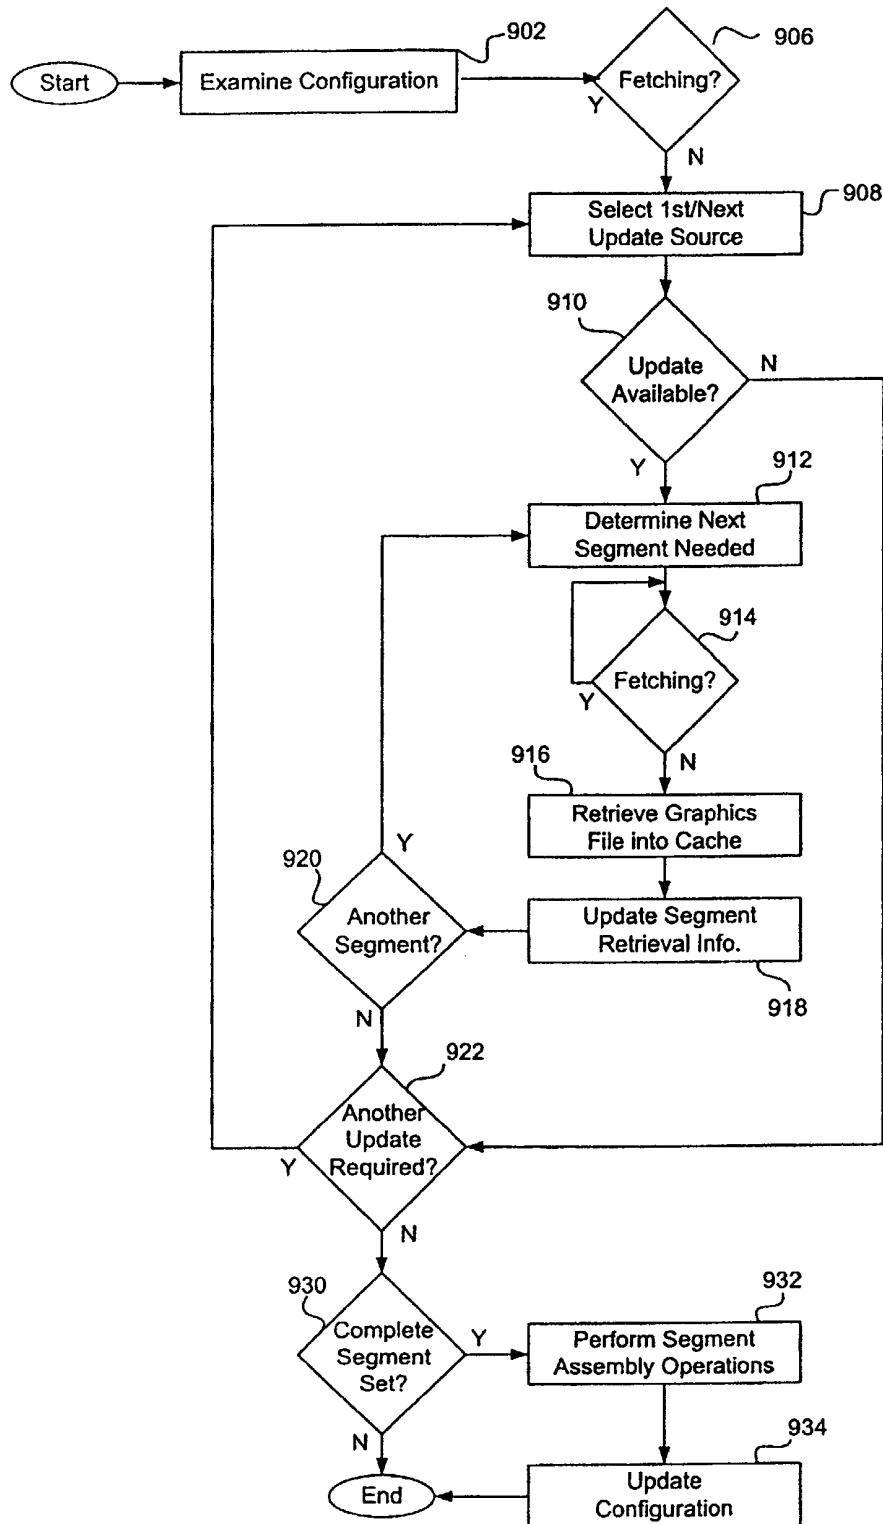 902
906
Start
Examine Configuration
Fetching?
Y
N
908
Select 1st/Next
Update Source
910
Update
Available?
N
Y
912
Determine Next
Segment Needed
914
Fetching?
Y
N
916
Retrieve Graphics
File into Cache
Y
920
Another
Segment?
Update Segment
Retrieval Info.
918
N
922
Another
Update
Required?
Y
N
930
Complete
Segment
Set?
Y
932
Perform Segment
Assembly Operations
N
934
End
Update
Configuration